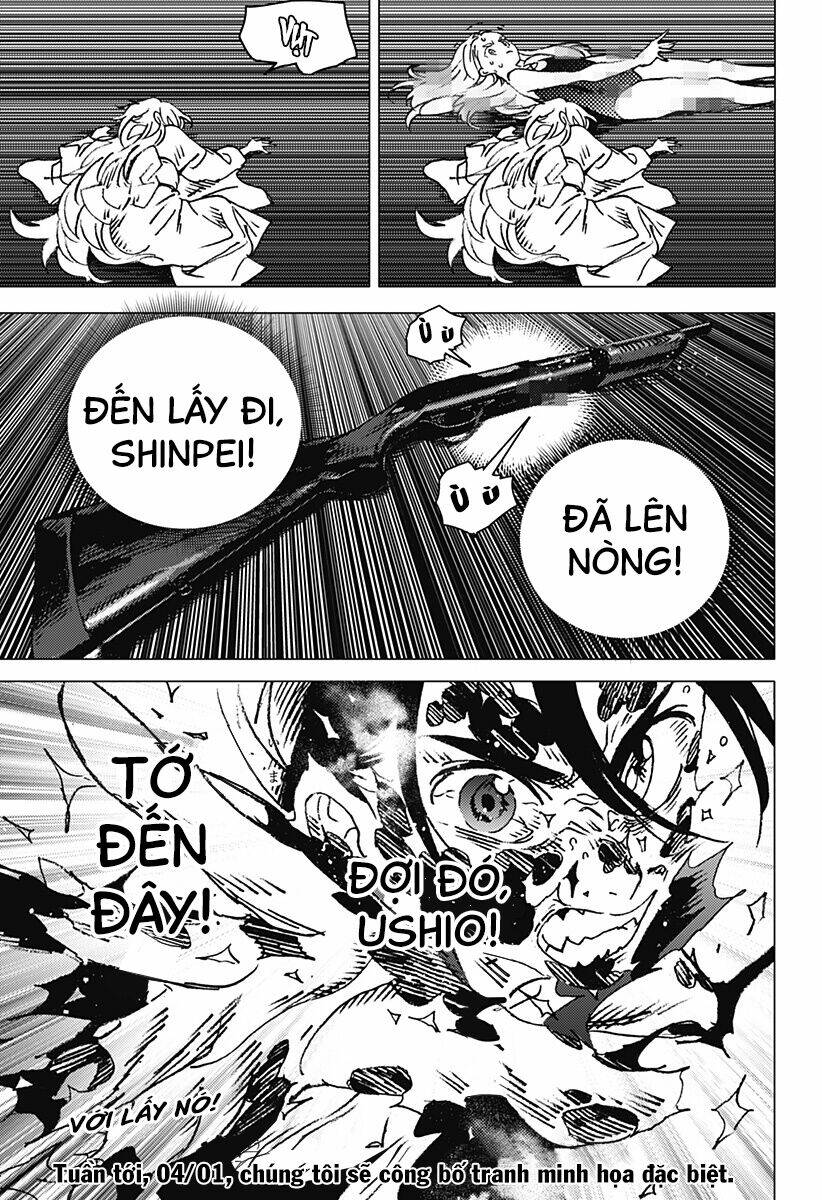 VỤT
Ù Ù
ĐẾN LẤY ĐI,
SHINPEI!
Ù Ù
ĐÃ LÊN
NÒNG!
TỚ
ĐẾN
ĐÂY!
ĐỢI ĐÓ,
USHIO!
ま
VỚI LẤY NÓ!
Tuần tới, 04/01, chúng tôi sẽ công bố tranh minh họa đặc biệt.